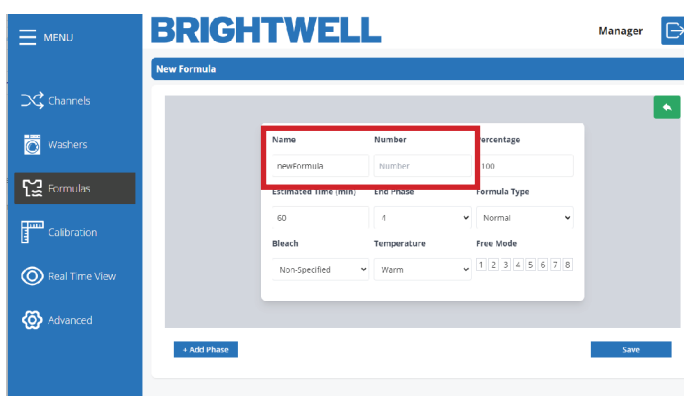 MENU
BRIGHTWELL
Manager
New Formula
Channels
Washers
Formulas
Calibration
Real Time View
Advanced
Name Number Percentage
newFormula Number 100
Estimated Time (min) End Phase Formula Type
60 4 Normal
Bleach Temperature Free Mode
Non-Specified Warm 1 2 3 4 5 6 7 8
+ Add Phase Save